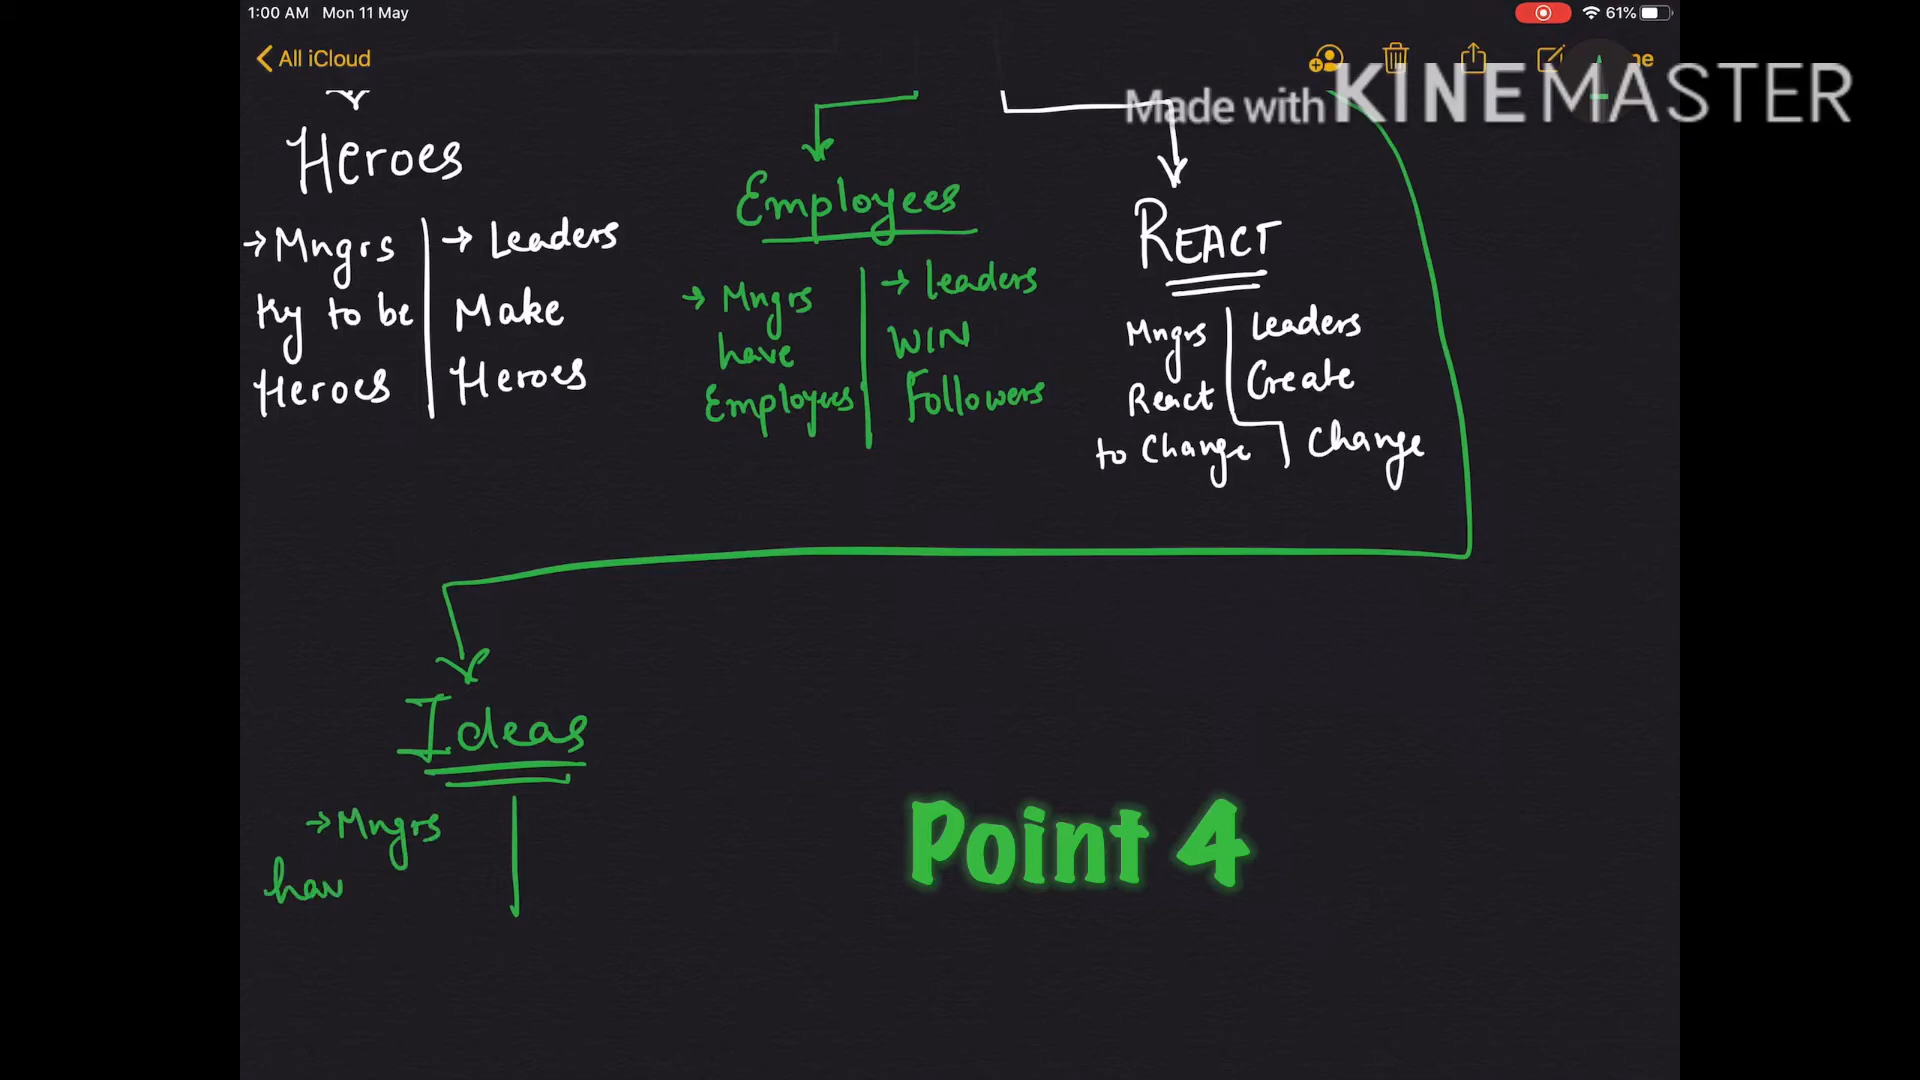 1:00 AM Mon 11 May
61%
All iCloud
Made with KINEMASTER
Heroes
→Mngrs
try to be
Heroes
→ Leaders
Make
Heroes
Employees
→ Mngrs
have
Employees
→ leaders
WIN
Followers
REACT
Mngrs
React
to Change
Leaders
Create
Change
Ideas
→Mngrs
hav
Point 4